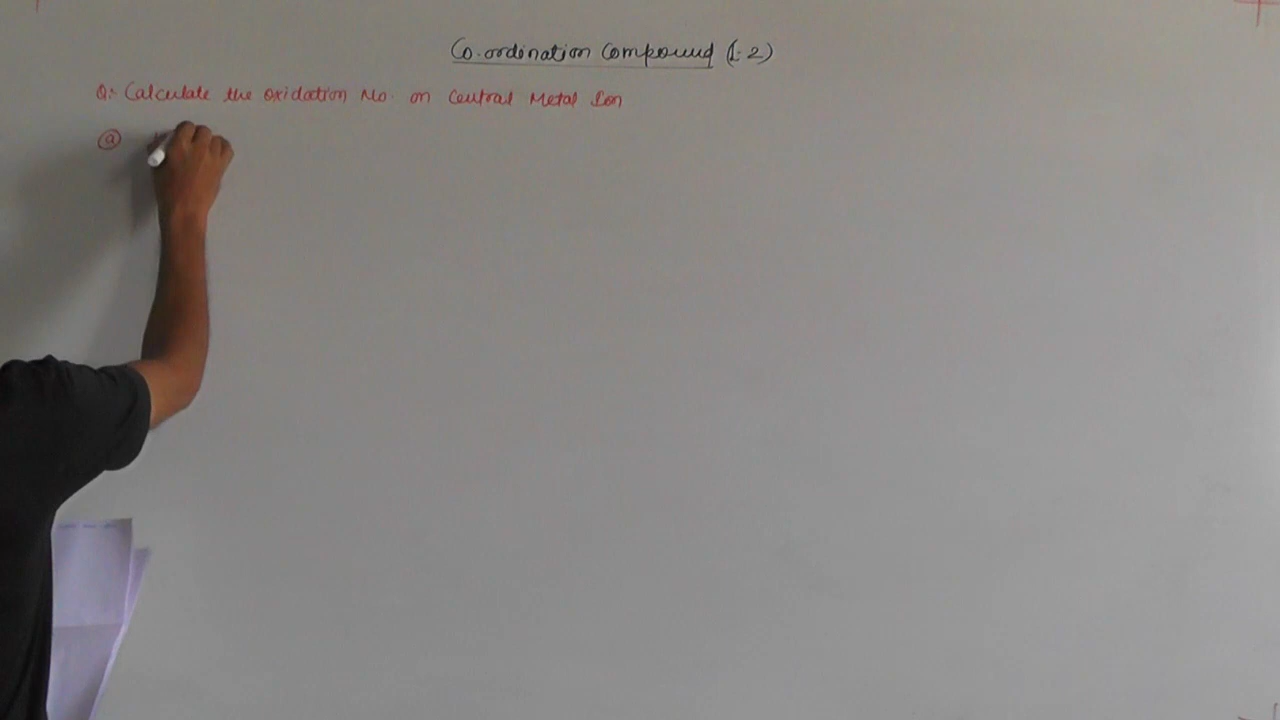 Co-ordination Compound (L-2)
Q:- Calculate the oxidation No. on Central Metal Ion
(a)